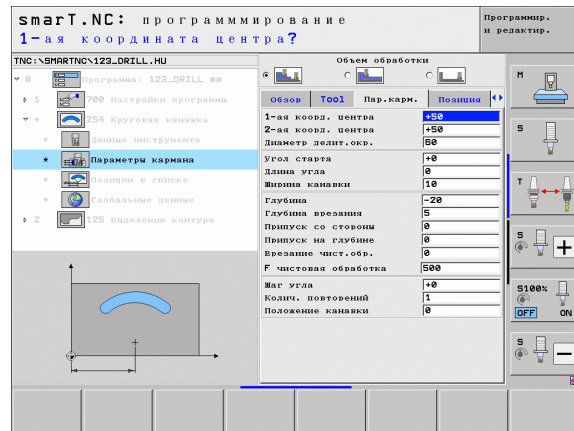 smarT.NC: программмирование
1-ая координата центра?
Программир.
и редактир.
TNC:\SMARTNC\123_DRILL.HU
0 Программа: 123_DRILL мм
1 700 Настройки программы
* 254 Круговая канавка
* Данные инструмента
* Параметры кармана
* Позиции в списке
* Глобальные данные
2 125 Выделение контура
Объем обработки
Обзор Tool Пар.карм. Позиция
1-ая коорд. центра +50
2-ая коорд. центра +50
Диаметр делит.окр. 60
Угол старта +0
Длина угла 0
Ширина канавки 10
Глубина -20
Глубина врезания 5
Припуск со стороны 0
Припуск на глубине 0
Врезание чист.обр. 0
F чистовая обработка 500
Шаг угла +0
Колич. повторений 1
Положение канавки 0
M
S
T
S
+
S100%
OFF ON
S
-